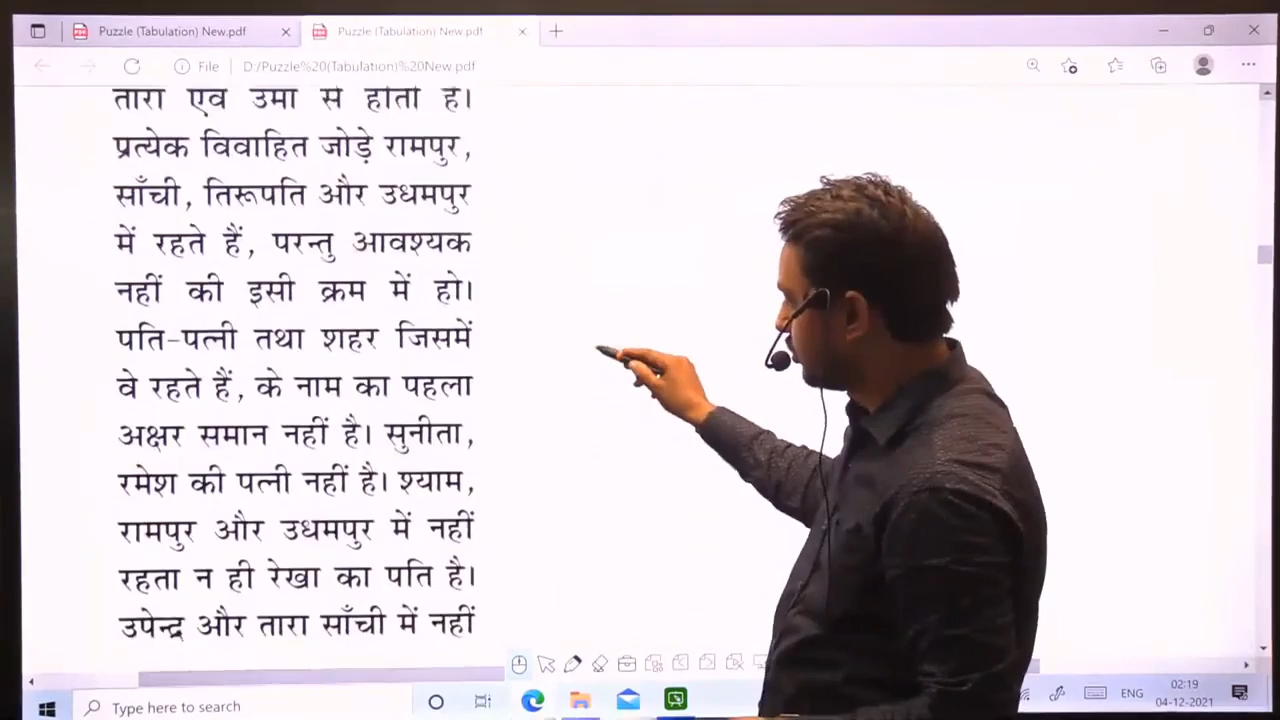 Puzzle (Tabulation) New.pdf
Puzzle (Tabulation) New.pdf
File
D:/Puzzle%20(Tabulation)%20New.pdf
तारा एवं उमा से होता है।
प्रत्येक विवाहित जोड़े रामपुर,
साँची, तिरूपति और उधमपुर
में रहते हैं, परन्तु आवश्यक
नहीं की इसी क्रम में हो।
पति-पत्नी तथा शहर जिसमें
वे रहते हैं, के नाम का पहला
अक्षर समान नहीं है। सुनीता,
रमेश की पत्नी नहीं है। श्याम,
रामपुर और उधमपुर में नहीं
रहता न ही रेखा का पति है।
उपेन्द्र और तारा साँची में नहीं
Type here to search
ENG
02:19
04-12-2021